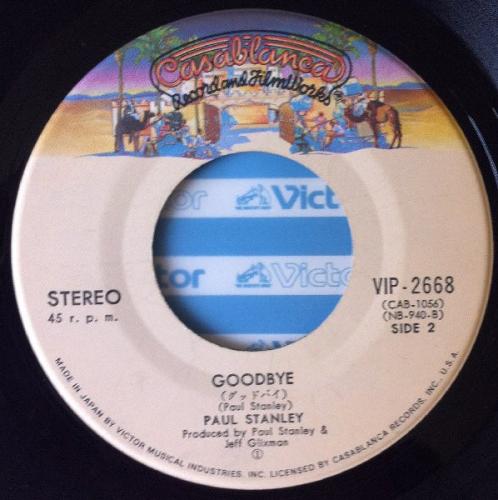 Casablanca
Record and FilmWorks
Victor
Victor
STEREO
45 r. p. m.
VIP-2668
(CAB-1056)
(NB-940-B)
SIDE 2
GOODBYE
(グッドバイ)
(Paul Stanley)
PAUL STANLEY
Produced by Paul Stanley &
Jeff Glixman
①
MADE IN JAPAN BY VICTOR MUSICAL INDUSTRIES, INC. LICENSED BY CASABLANCA RECORDS, INC., U.S.A.